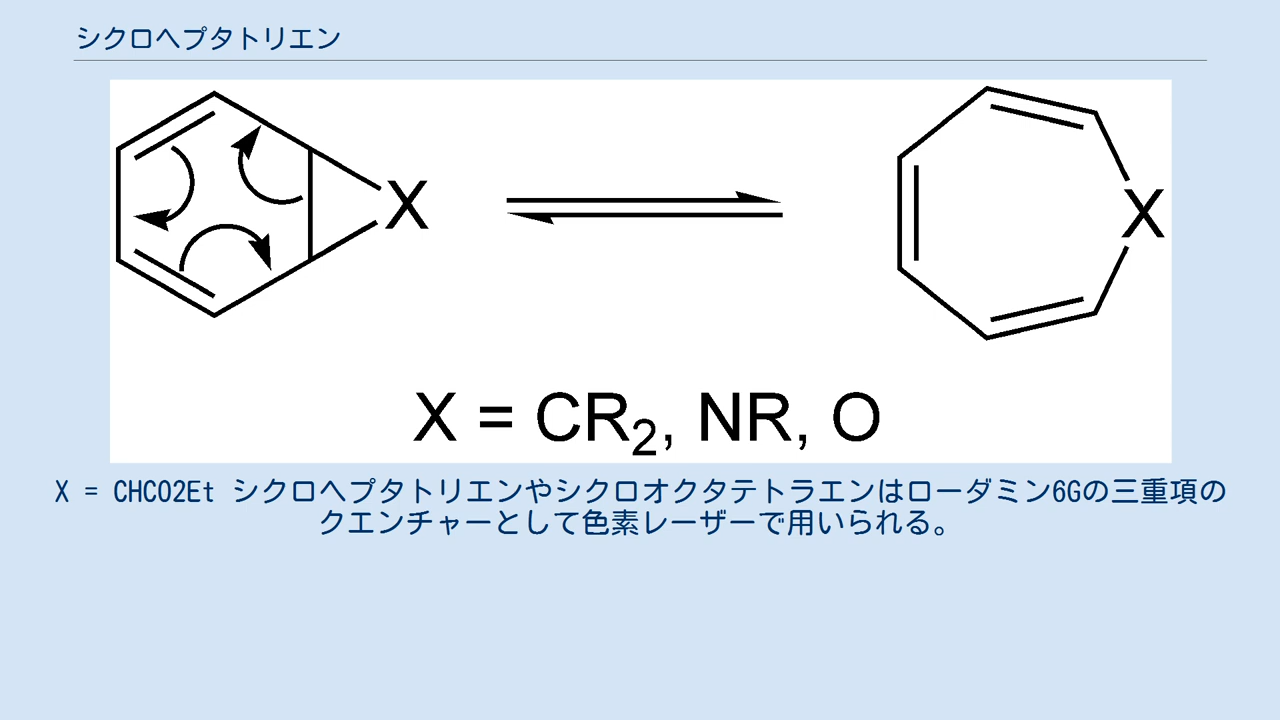 シクロヘプタトリエン
X
X
X = CR2, NR, O
X = CHCO2Et シクロヘプタトリエンやシクロオクタテトラエンはローダミン6Gの三重項の
クエンチャーとして色素レーザーで用いられる。